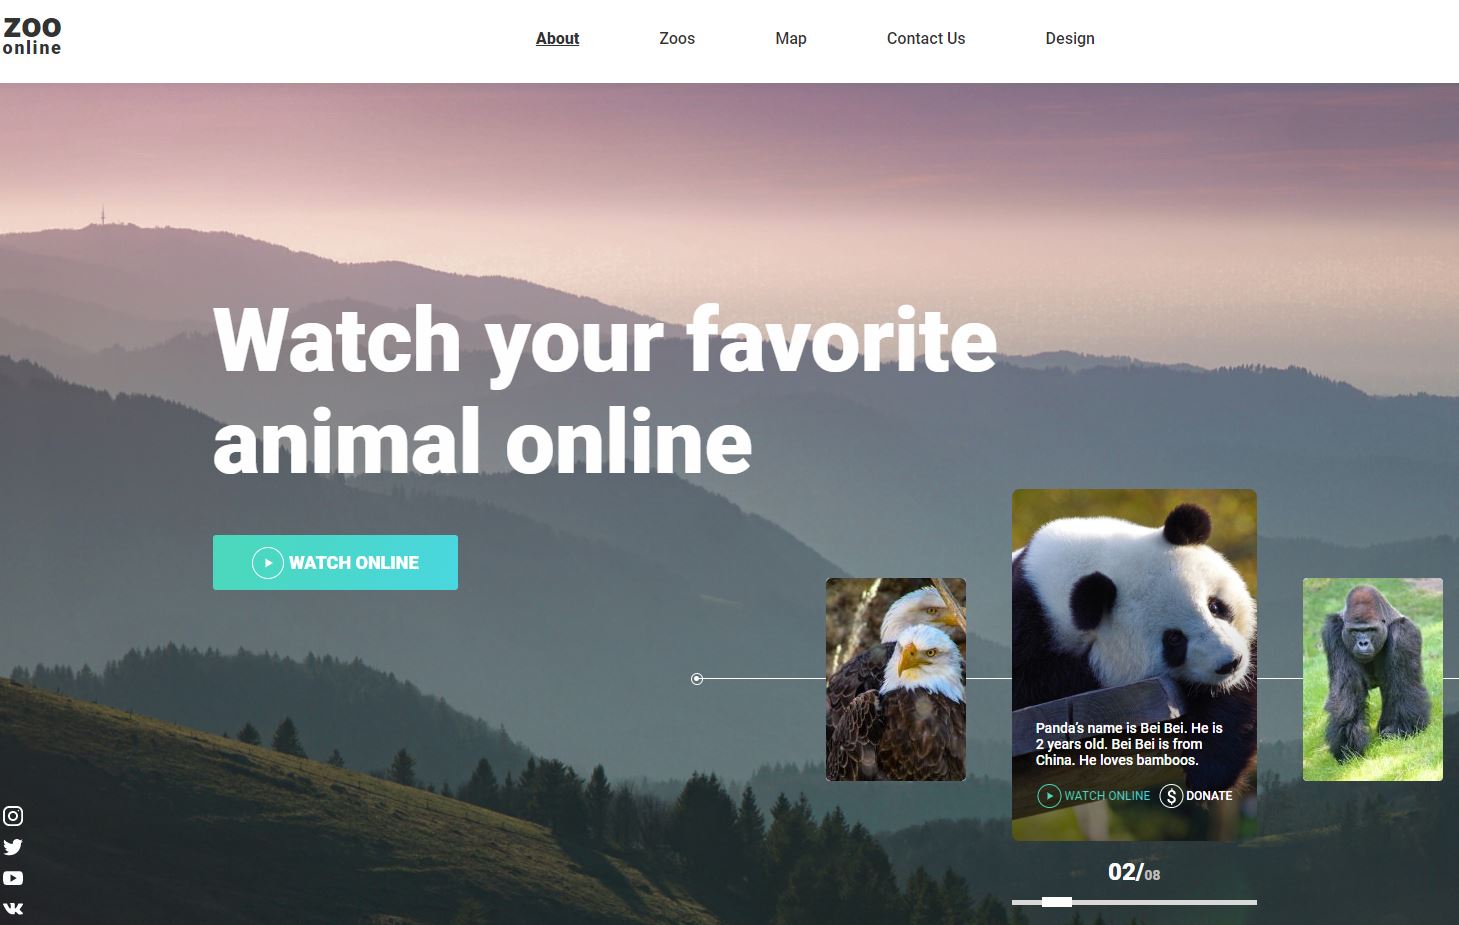 zoo
online
About
Zoos
Map
Contact Us
Design
Watch your favorite
animal online
WATCH ONLINE
Panda's name is Bei Bei. He is
2 years old. Bei Bei is from
China. He loves bamboos.
WATCH ONLINE
$ DONATE
02/08